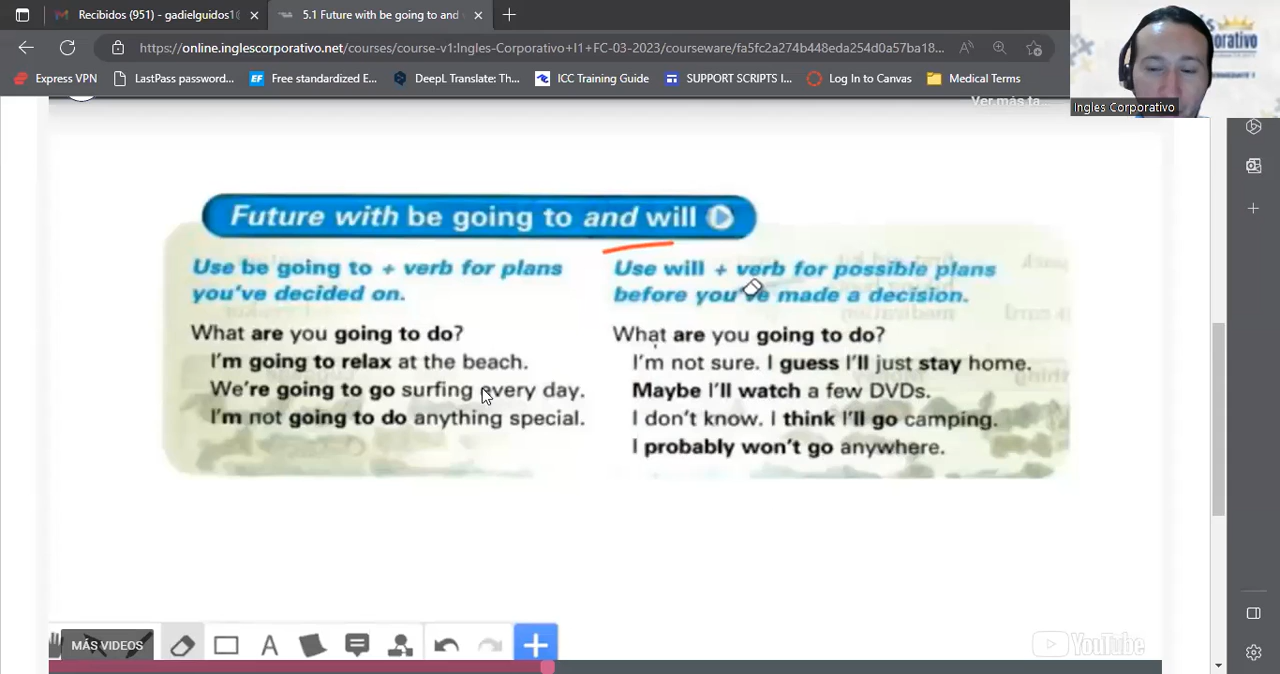 Recibidos (951) - gadielguidos1(
5.1 Future with be going to and
https://online.inglescorporativo.net/courses/course-v1:Ingles-Corporativo+I1+FC-03-2023/courseware/fa5fc2a274b448eda254d0a57ba18...
Express VPN
LastPass password...
EF Free standardized E...
DeepL Translate: Th...
ICC Training Guide
SUPPORT SCRIPTS I...
Log In to Canvas
Medical Terms
Ingles Corporativo
Ver más ta...
Future with be going to and will
Use be going to + verb for plans
you've decided on.
What are you going to do?
I'm going to relax at the beach.
We're going to go surfing every day.
I'm not going to do anything special.
Use will + verb for possible plans
before you've made a decision.
What are you going to do?
I'm not sure. I guess I'll just stay home.
Maybe I'll watch a few DVDs.
I don't know. I think I'll go camping.
I probably won't go anywhere.
MÁS VIDEOS
A
YouTube